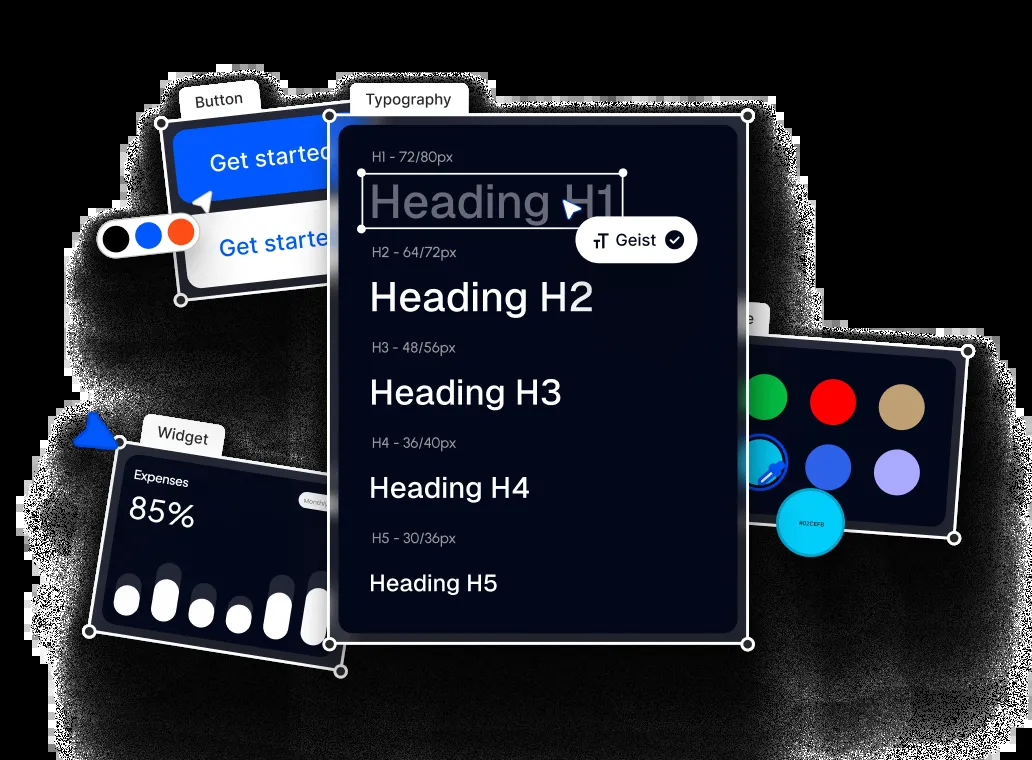 Button
Get started
Get starte
Typography
H1 - 72/80px
Heading H1
Geist
H2 - 64/72px
Heading H2
H3 - 48/56px
Heading H3
H4 - 36/40px
Heading H4
H5 - 30/36px
Heading H5
Widget
Expenses
Monthly
85%
e
#02CEFB